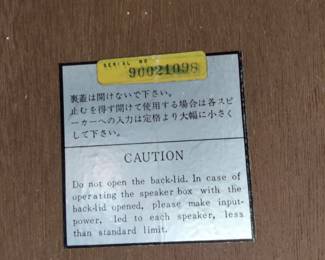 SERIAL NO
90021098
裏蓋は開けないで下さい。
止むを得ず開けて使用する場合は各スピ
ーカーへの入力は定格より大幅に小さく
して下さい。
CAUTION
Do not open the back-lid. In case of
operating the speaker box with the
back-lid opened, please make input-
power, led to each speaker, less
than standard limit.